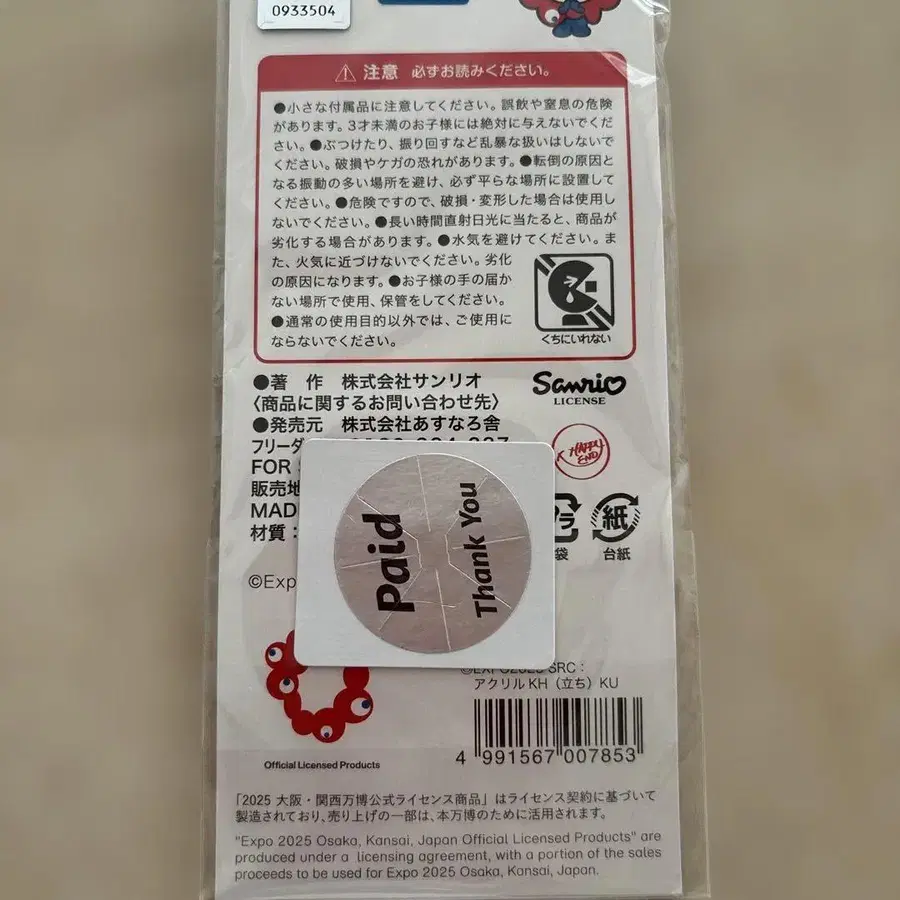 0933504
注意 必ずお読みください。
●小さな付属品に注意してください。誤飲や窒息の危険
があります。3才未満のお子様には絶対に与えないでくだ
さい。●ぶつけたり、振り回すなど乱暴な扱いはしないで
ください。破損やケガの恐れがあります。●転倒の原因と
なる振動の多い場所を避け、必ず平らな場所に設置して
ください。●危険ですので、破損・変形した場合は使用し
ないでください。●長い時間直射日光に当たると、商品が
劣化する場合があります。●水気を避けてください。ま
た、火気に近づけないでください。劣化
の原因になります。●お子様の手の届か
ない場所で使用、保管をしてください。
●通常の使用目的以外では、ご使用に
ならないでください。
くちにいれない
●著 作 株式会社サンリオ
〈商品に関するお問い合わせ先〉
●発売元 株式会社あすなろ舎
フリーダ
FOR
販売地
MAD
材質：
Sanrio
LICENSE
HAPPY
END
Paid
Thank You
プラ
袋
紙
台紙
©Exp
©EXPO2025 SRC：
アクリルKH（立ち）KU
4 991567 007853
Official Licensed Products
「2025 大阪・関西万博公式ライセンス商品」はライセンス契約に基づいて
製造されており、売り上げの一部は、本万博のために活用されます。
"Expo 2025 Osaka, Kansai, Japan Official Licensed Products" are
produced under a licensing agreement, with a portion of the sales
proceeds to be used for Expo 2025 Osaka, Kansai, Japan.